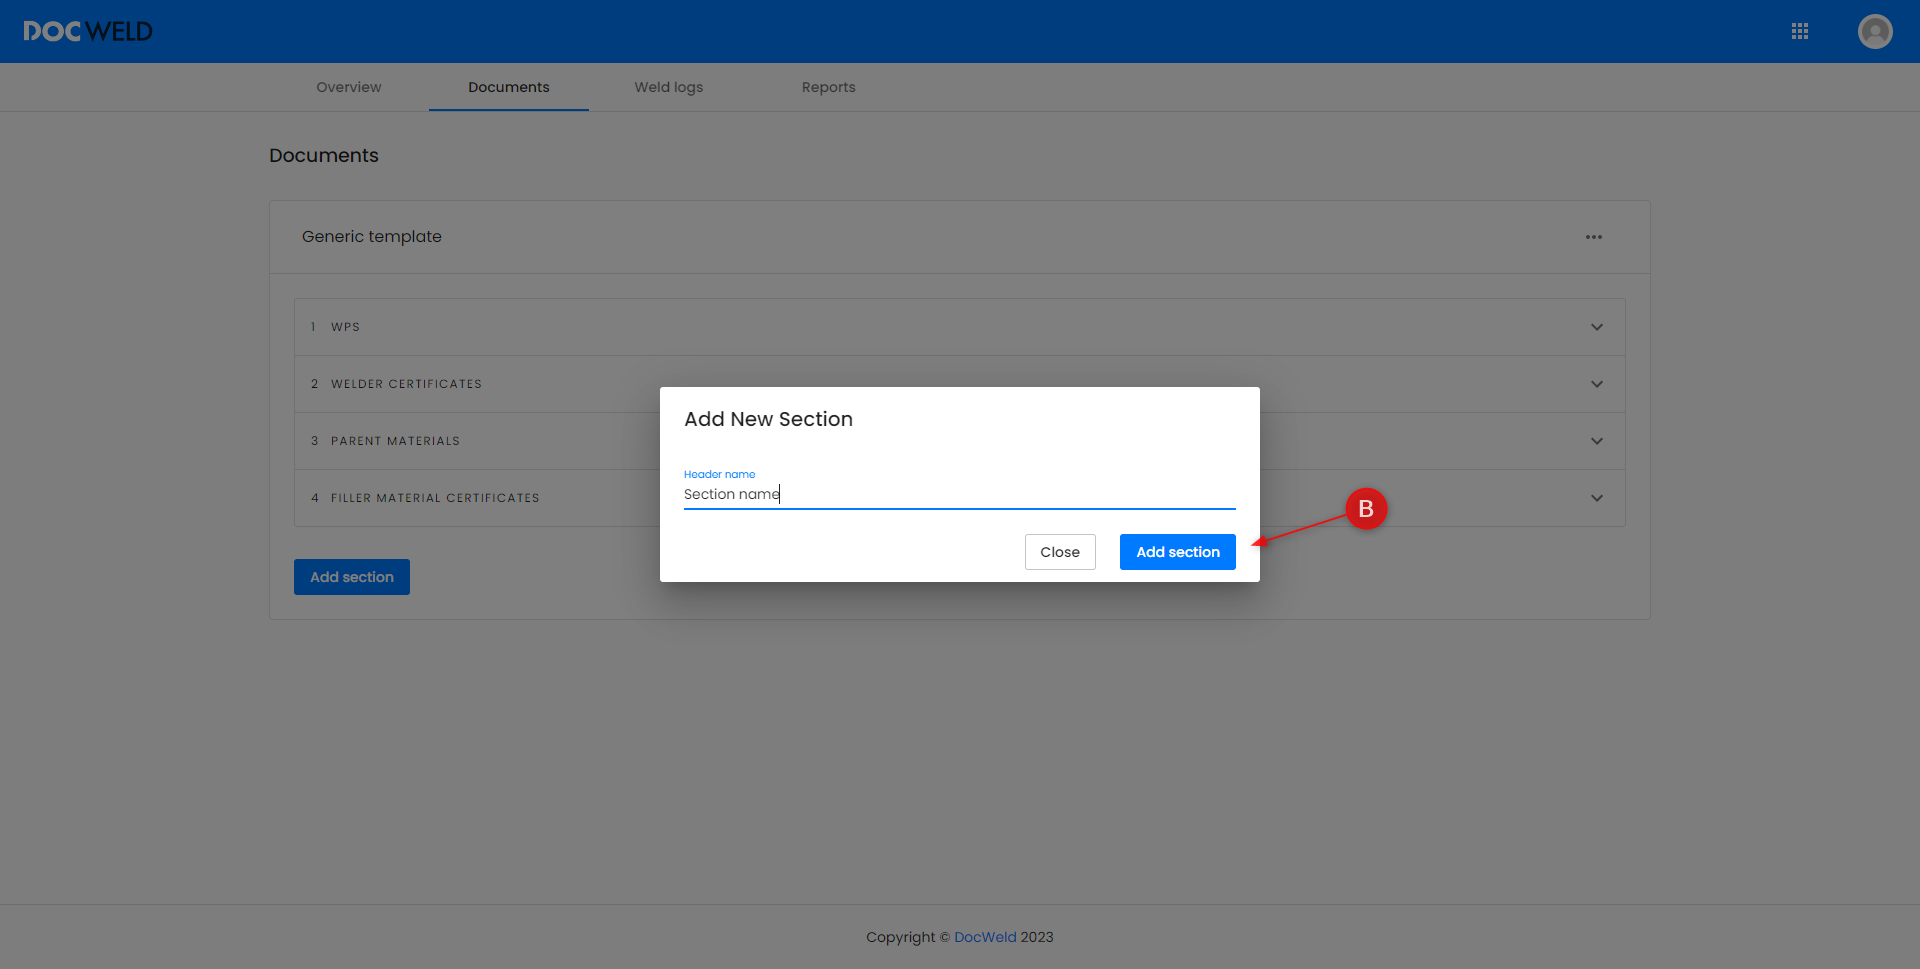 DOCWELD
Overview Documents Weld logs Reports
Documents
Generic template
1 WPS
2 WELDER CERTIFICATES
3 PARENT MATERIALS
4 FILLER MATERIAL CERTIFICATES
Add section
Add New Section
Header name
Section name
Close Add section
B
Copyright © DocWeld 2023